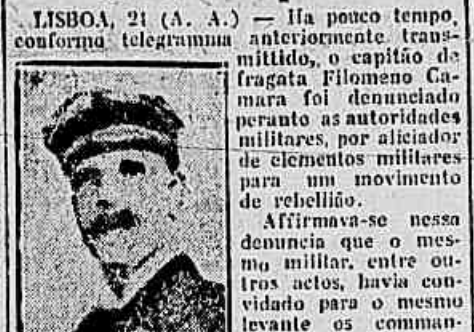 LISBOA, 21 (A. A.) — Ha pouco tempo,
conforme telegramma anteriormente trans-
mittido, o capitão de
fragata Filomeno Ca-
mara foi denunciado
peranto as autoridades
militares, por aliciador
de elementos militares
para um movimento
de rebellião.
Affirmava-se nessa
denuncia que o mes-
mo militar, entre ou-
tros actos, havia con-
vidado para o mesmo
levante os comman-